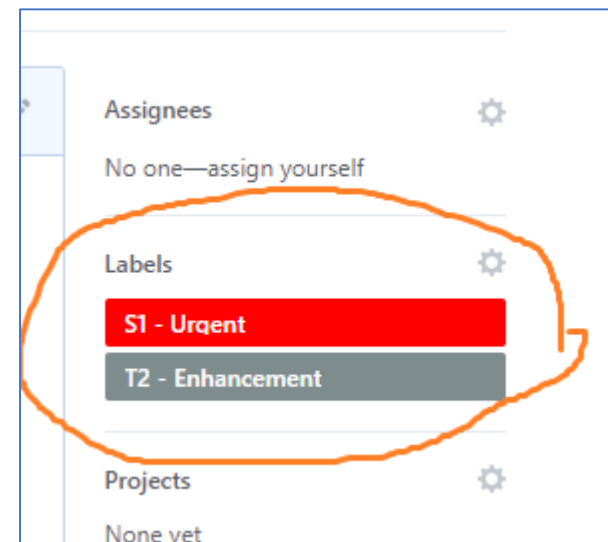 Assignees
No one—assign yourself
Labels
S1 - Urgent
T2 - Enhancement
Projects
None yet